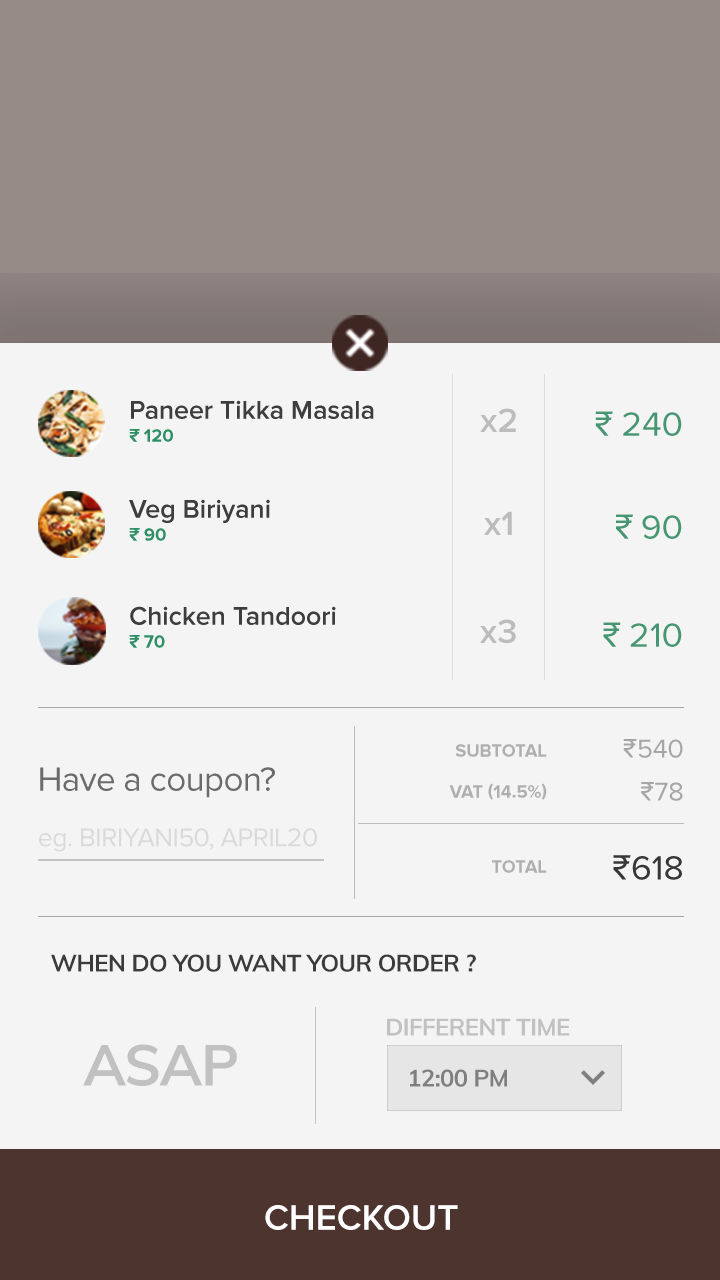 Paneer Tikka Masala
₹ 120
x2
₹ 240
Veg Biriyani
₹ 90
x1
₹ 90
Chicken Tandoori
₹ 70
x3
₹ 210
Have a coupon?
eg. BIRIYANI50, APRIL20
SUBTOTAL ₹540
VAT (14.5%) ₹78
TOTAL ₹618
WHEN DO YOU WANT YOUR ORDER ?
ASAP
DIFFERENT TIME
12:00 PM
CHECKOUT